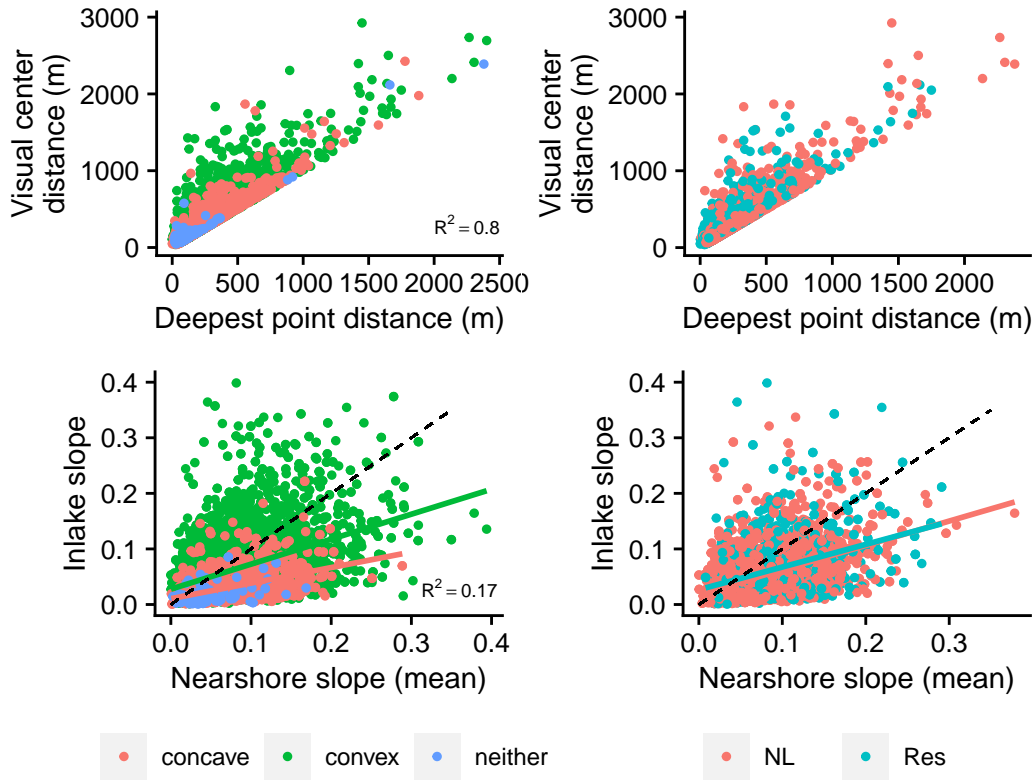 Visual center
distance (m)
3000
2000
1000
0
R² = 0.8
0 500 1000 1500 2000 2500
Deepest point distance (m)
Visual center
distance (m)
3000
2000
1000
0
0 500 1000 1500 2000
Deepest point distance (m)
Inlake slope
0.4
0.3
0.2
0.1
0.0
R² = 0.17
0.0 0.1 0.2 0.3 0.4
Nearshore slope (mean)
Inlake slope
0.4
0.3
0.2
0.1
0.0
0.0 0.1 0.2 0.3
Nearshore slope (mean)
concave convex neither
NL Res